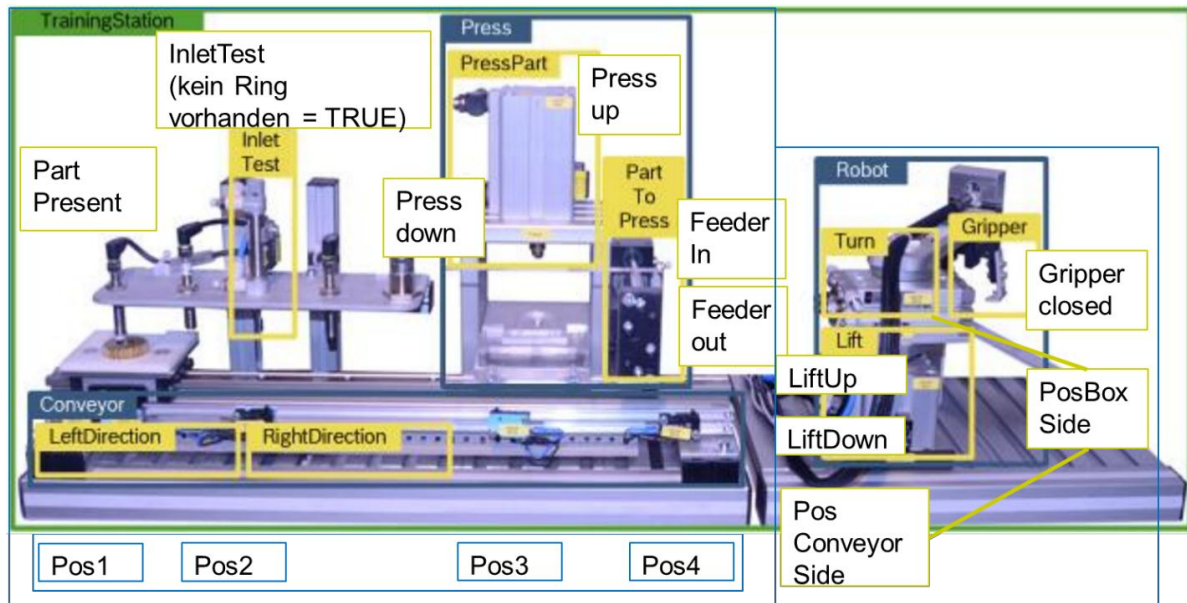 TrainingStation
InletTest
(kein Ring
vorhanden = TRUE)
Inlet
Test
Part
Present
Press
PressPart
Press
up
Press
down
Part
To
Press
Feeder
In
Feeder
out
Robot
Turn
Gripper
Gripper
closed
Lift
LiftUp
LiftDown
PosBox
Side
Pos
Conveyor
Side
Conveyor
LeftDirection
RightDirection
Pos1
Pos2
Pos3
Pos4